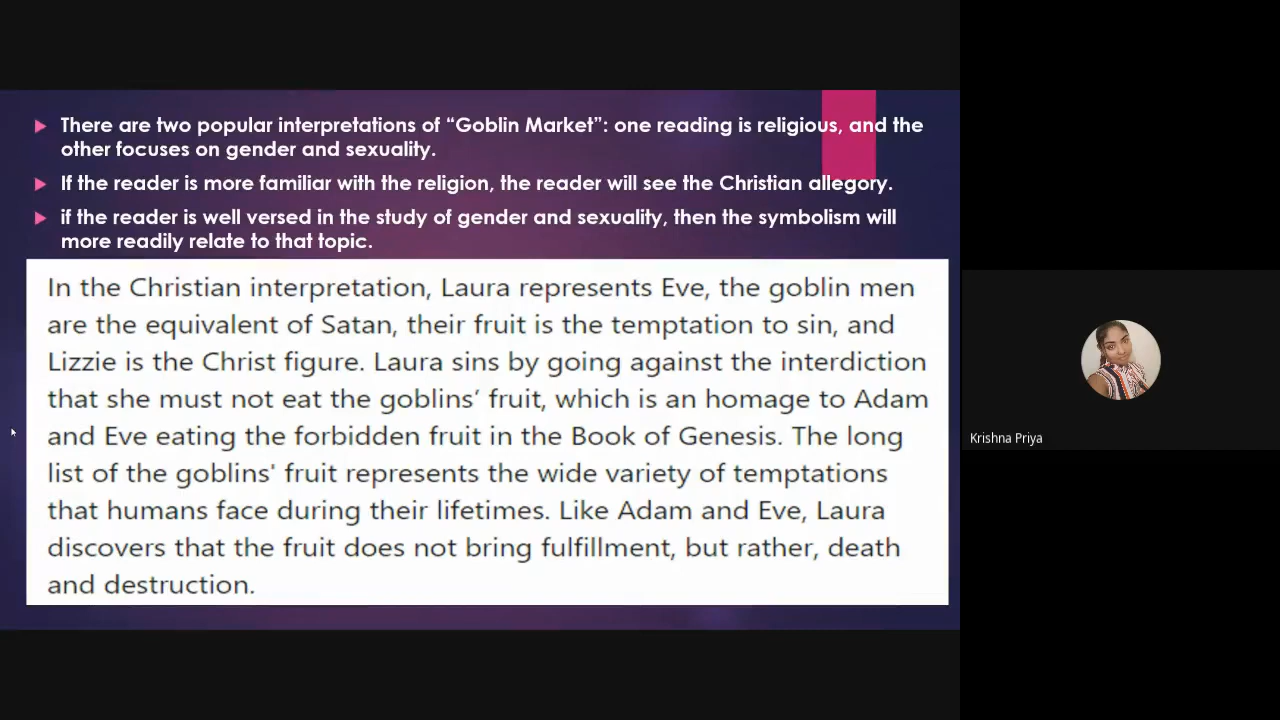 There are two popular interpretations of “Goblin Market”: one reading is religious, and the
other focuses on gender and sexuality.
If the reader is more familiar with the religion, the reader will see the Christian allegory.
if the reader is well versed in the study of gender and sexuality, then the symbolism will
more readily relate to that topic.
In the Christian interpretation, Laura represents Eve, the goblin men
are the equivalent of Satan, their fruit is the temptation to sin, and
Lizzie is the Christ figure. Laura sins by going against the interdiction
that she must not eat the goblins’ fruit, which is an homage to Adam
and Eve eating the forbidden fruit in the Book of Genesis. The long
list of the goblins' fruit represents the wide variety of temptations
that humans face during their lifetimes. Like Adam and Eve, Laura
discovers that the fruit does not bring fulfillment, but rather, death
and destruction.
Krishna Priya